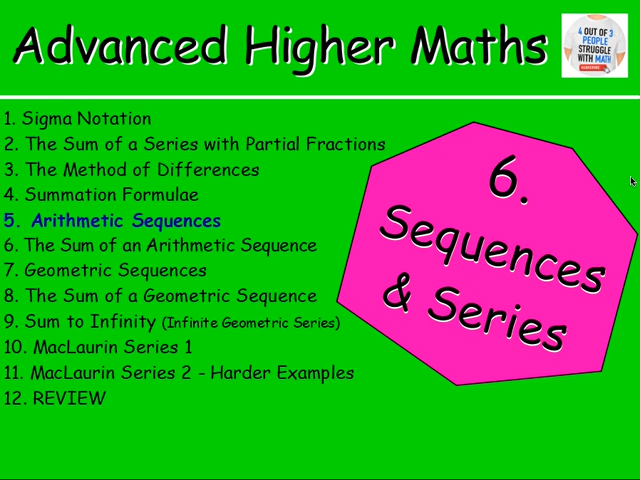 Advanced Higher Maths
4 OUT OF 3
PEOPLE
STRUGGLE
WITH MATH
1. Sigma Notation
2. The Sum of a Series with Partial Fractions
3. The Method of Differences
4. Summation Formulae
5. Arithmetic Sequences
6. The Sum of an Arithmetic Sequence
7. Geometric Sequences
8. The Sum of a Geometric Sequence
9. Sum to Infinity (Infinite Geometric Series)
10. MacLaurin Series 1
11. MacLaurin Series 2 - Harder Examples
12. REVIEW
6.
Sequences
& Series